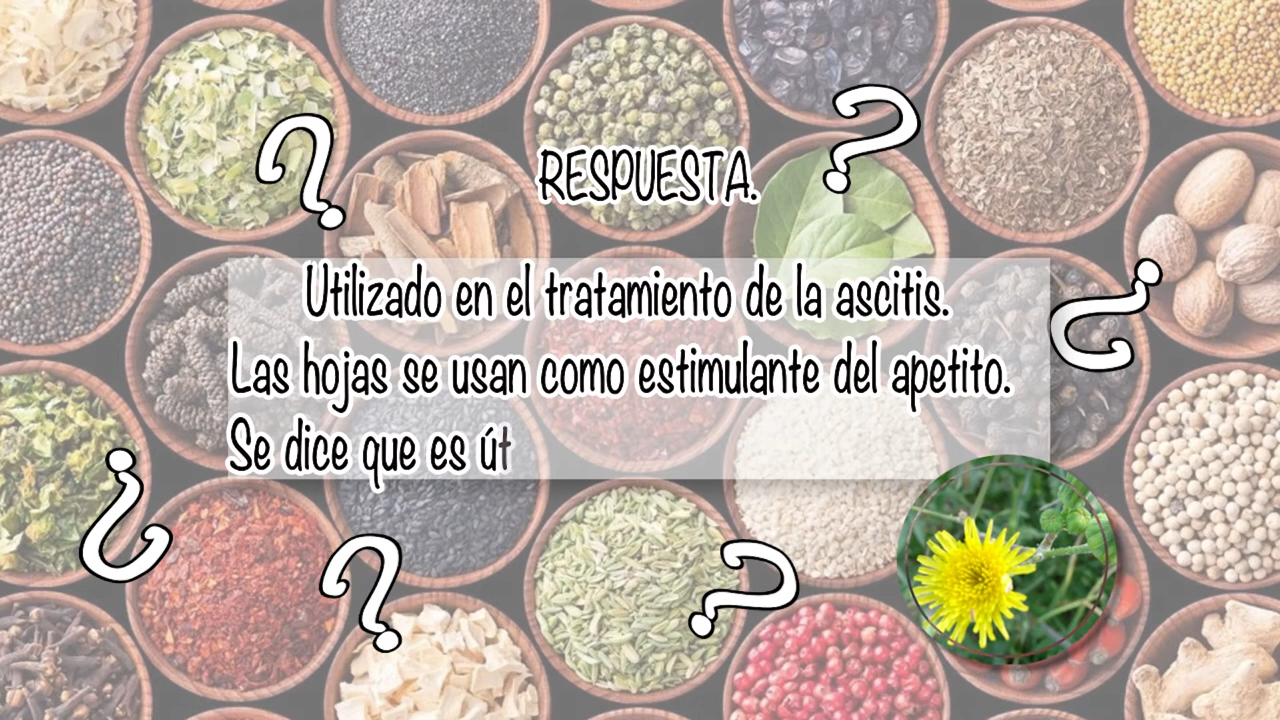 RESPUESTA.
Utilizado en el tratamiento de la ascitis.
Las hojas se usan como estimulante del apetito.
Se dice que es út